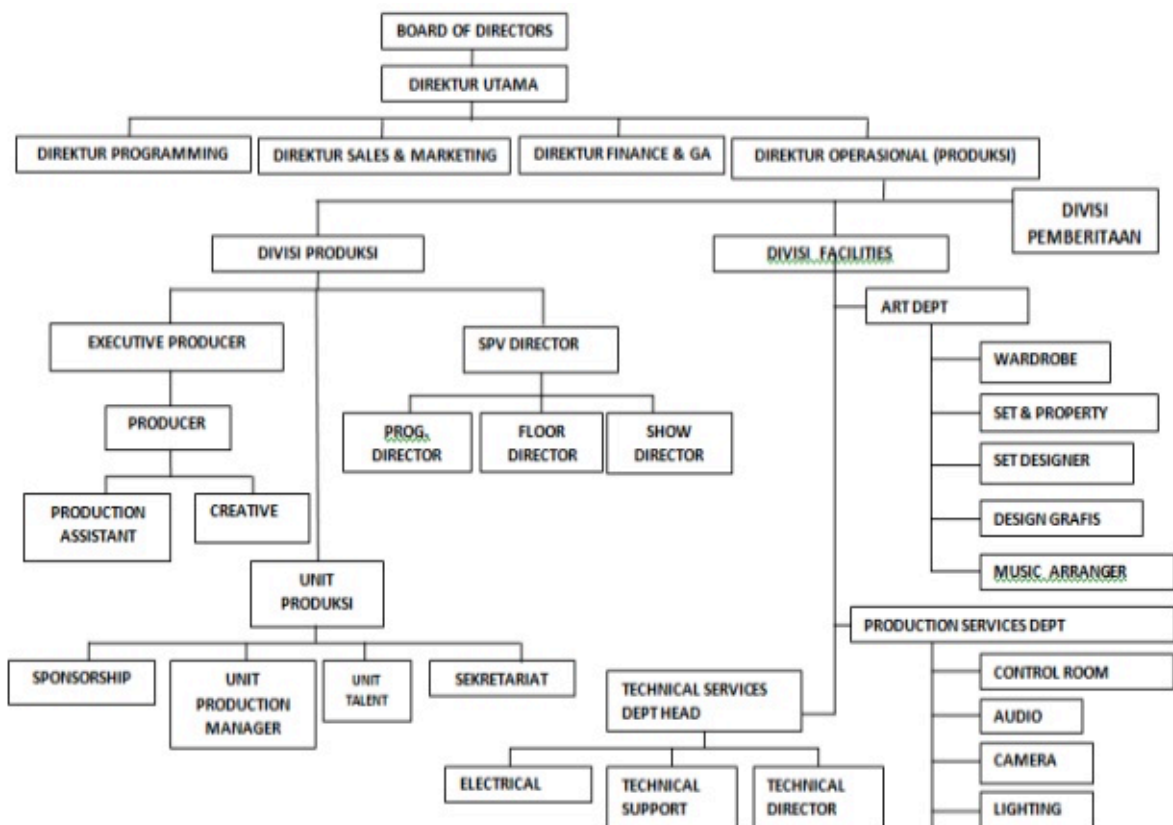 BOARD OF DIRECTORS
DIREKTUR UTAMA
DIREKTUR PROGRAMMING
DIREKTUR SALES & MARKETING
DIREKTUR FINANCE & GA
DIREKTUR OPERASIONAL (PRODUKSI)
DIVISI
PEMBERITAAN
DIVISI PRODUKSI
DIVISI FACILITIES
ART DEPT
EXECUTIVE PRODUCER
SPV DIRECTOR
WARDROBE
PRODUCER
PROG.
DIRECTOR
FLOOR
DIRECTOR
SHOW
DIRECTOR
SET & PROPERTY
SET DESIGNER
PRODUCTION
ASSISTANT
CREATIVE
DESIGN GRAFIS
UNIT
PRODUKSI
MUSIC ARRANGER
PRODUCTION SERVICES DEPT
SPONSORSHIP
UNIT
PRODUCTION
MANAGER
UNIT
TALENT
SEKRETARIAT
TECHNICAL SERVICES
DEPT HEAD
CONTROL ROOM
AUDIO
CAMERA
ELECTRICAL
TECHNICAL
SUPPORT
TECHNICAL
DIRECTOR
LIGHTING